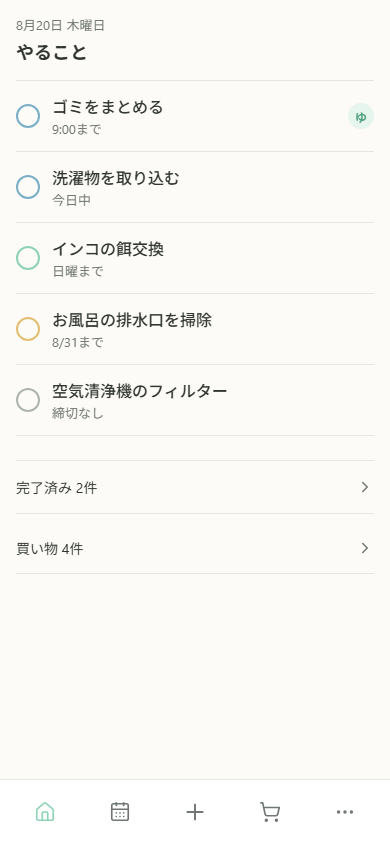 8月20日 木曜日
やること
ゴミをまとめる
9:00まで
ゆ
洗濯物を取り込む
今日中
インコの餌交換
日曜まで
お風呂の排水口を掃除
8/31まで
空気清浄機のフィルター
締切なし
完了済み 2件
買い物 4件